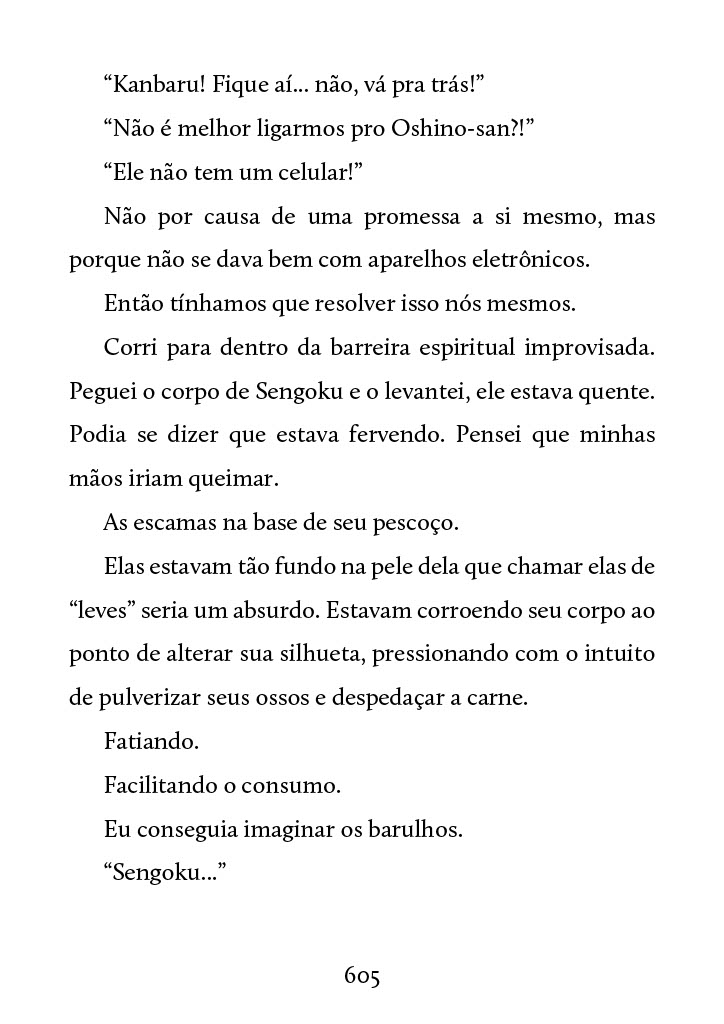 “Kanbaru! Fique aí... não, vá pra trás!”
“Não é melhor ligarmos pro Oshino-san?!”
“Ele não tem um celular!”
Não por causa de uma promessa a si mesmo, mas
porque não se dava bem com aparelhos eletrônicos.
Então tínhamos que resolver isso nós mesmos.
Corri para dentro da barreira espiritual improvisada.
Peguei o corpo de Sengoku e o levantei, ele estava quente.
Podia se dizer que estava fervendo. Pensei que minhas
mãos iriam queimar.
As escamas na base de seu pescoço.
Elas estavam tão fundo na pele dela que chamar elas de
“leves” seria um absurdo. Estavam corroendo seu corpo ao
ponto de alterar sua silhueta, pressionando com o intuito
de pulverizar seus ossos e despedaçar a carne.
Fatiando.
Facilitando o consumo.
Eu conseguia imaginar os barulhos.
“Sengoku...”
605